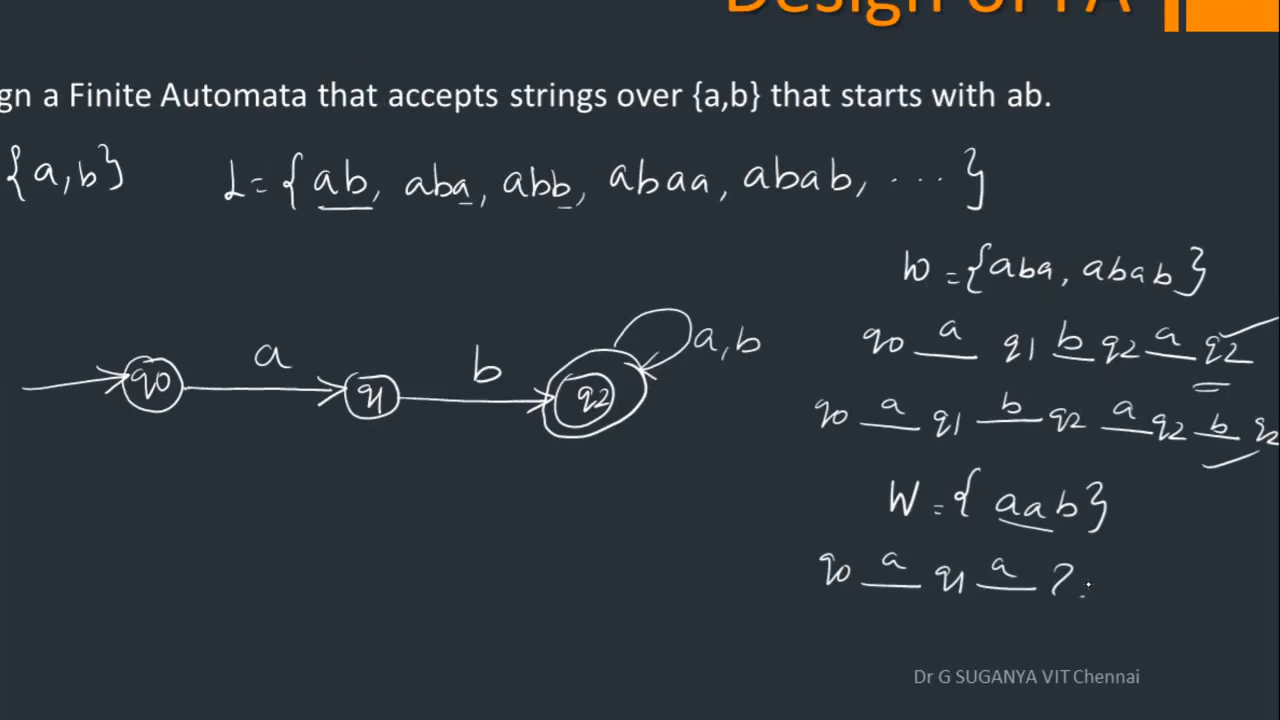 Design of FA
gn a Finite Automata that accepts strings over {a,b} that starts with ab.
{a,b} L = {ab, aba, abb, abaa, abab, ...}
W = {aba, abab}
q0 a q1 b q2 a q2
q0 a q1 b q2 a q2 b q2
W = {aab}
q0 a q1 a ?
q0 a q1 b q2 a,b
Dr G SUGANYA VIT Chennai